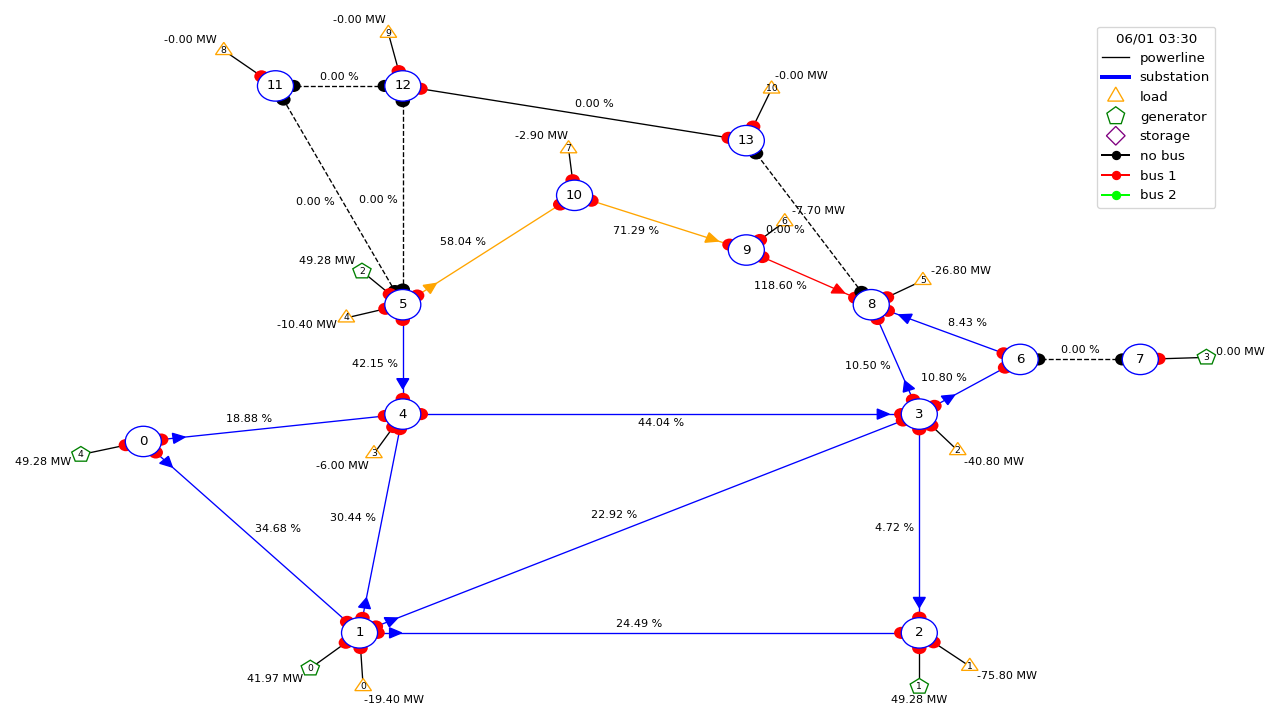 06/01 03:30
powerline
substation
load
generator
storage
no bus
bus 1
bus 2
-0.00 MW
9
-0.00 MW
8
11
0.00 %
12
0.00 %
-0.00 MW
10
13
-2.90 MW
7
10
0.00 %
0.00 %
58.04 %
71.29 %
-7.70 MW
6
0.00 %
9
49.28 MW
2
118.60 %
-26.80 MW
5
5
8
-10.40 MW
4
8.43 %
42.15 %
10.50 %
6
0.00 %
7
3
0.00 MW
10.80 %
18.88 %
4
44.04 %
3
0
49.28 MW
4
-6.00 MW
3
2
-40.80 MW
34.68 %
30.44 %
22.92 %
4.72 %
1
24.49 %
2
41.97 MW
0
0
-19.40 MW
1
49.28 MW
1
-75.80 MW